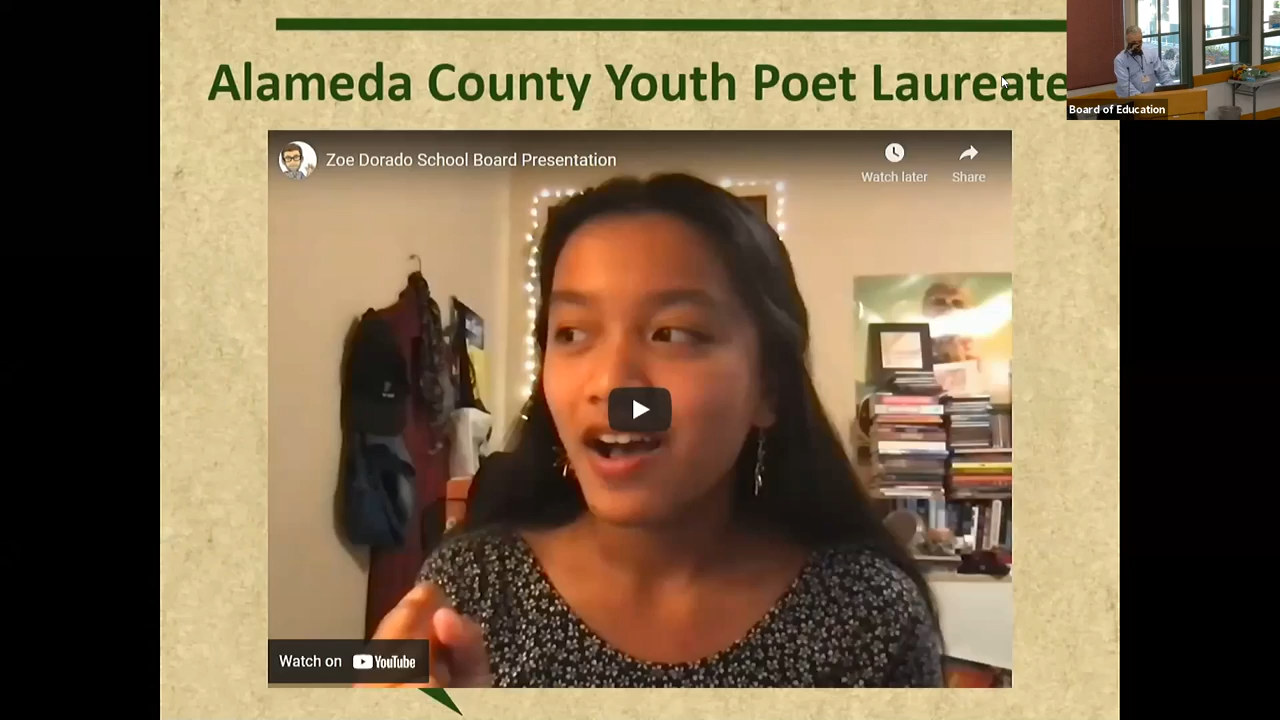 Alameda County Youth Poet Laureate
Board of Education
Zoe Dorado School Board Presentation
Watch later
Share
Watch on YouTube